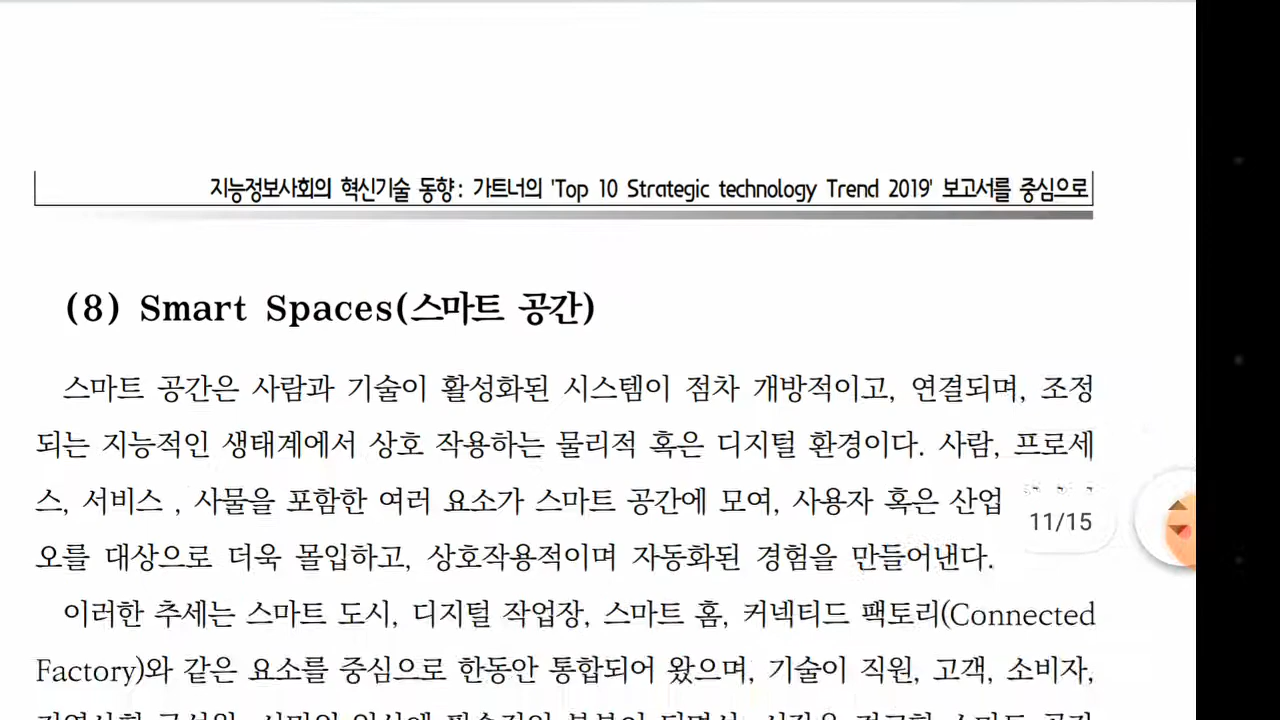 지능정보사회의 혁신기술 동향: 가트너의 'Top 10 Strategic technology Trend 2019' 보고서를 중심으로
(8) Smart Spaces(스마트 공간)
스마트 공간은 사람과 기술이 활성화된 시스템이 점차 개방적이고, 연결되며, 조정
되는 지능적인 생태계에서 상호 작용하는 물리적 혹은 디지털 환경이다. 사람, 프로세
스, 서비스 , 사물을 포함한 여러 요소가 스마트 공간에 모여, 사용자 혹은 산업
11/15
오를 대상으로 더욱 몰입하고, 상호작용적이며 자동화된 경험을 만들어낸다.
이러한 추세는 스마트 도시, 디지털 작업장, 스마트 홈, 커넥티드 팩토리(Connected
Factory)와 같은 요소를 중심으로 한동안 통합되어 왔으며, 기술이 직원, 고객, 소비자,